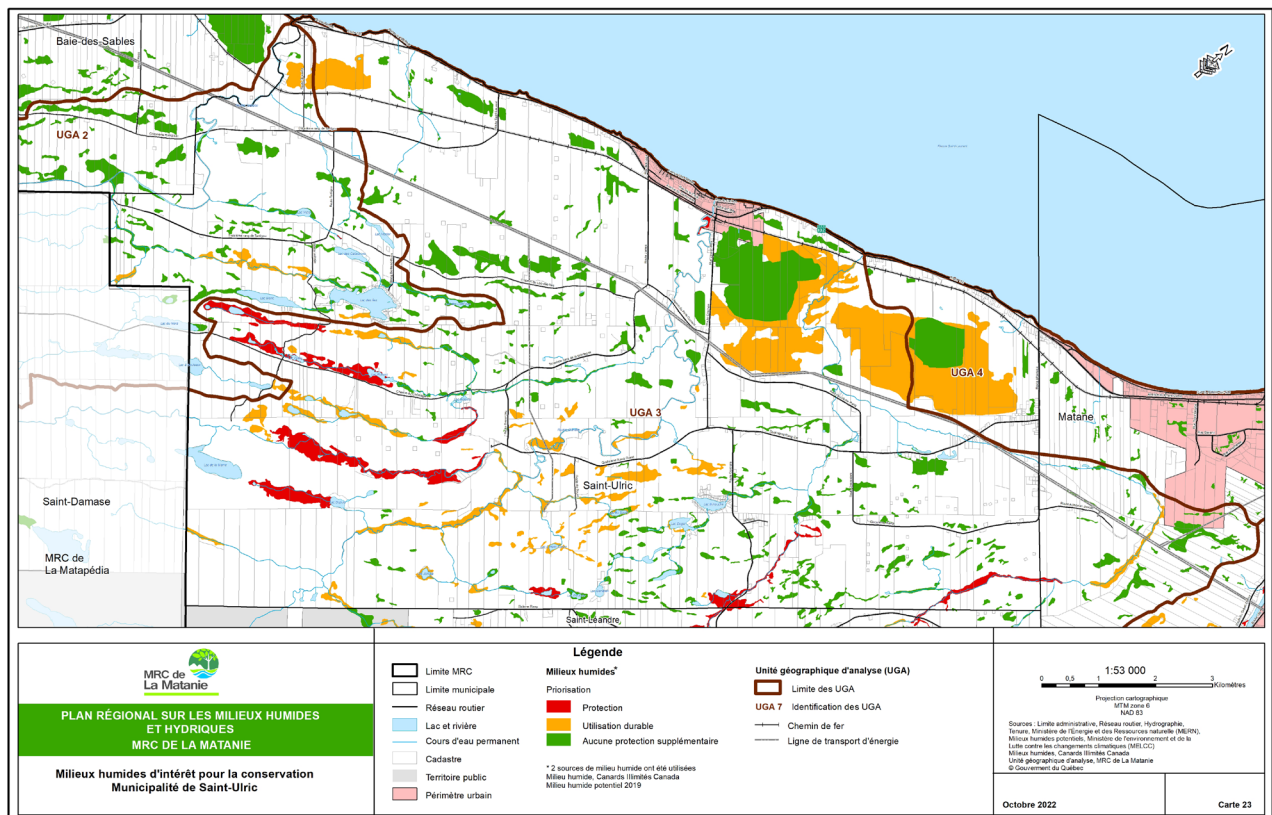 Baie-des-Sables
UGA 2
N
UGA 4
UGA 3
Matane
Saint-Ulric
Saint-Damase
MRC de
La Matapédia
Saint-Léandre
MRC de
La Matanie
PLAN RÉGIONAL SUR LES MILIEUX HUMIDES
ET HYDRIQUES
MRC DE LA MATANIE
Milieux humides d'intérêt pour la conservation
Municipalité de Saint-Ulric
Légende
Limite MRC
Limite municipale
Réseau routier
Lac et rivière
Cours d'eau permanent
Cadastre
Territoire public
Périmètre urbain
Milieux humides*
Priorisation
Protection
Utilisation durable
Aucune protection supplémentaire
* 2 sources de milieu humide ont été utilisées
Milieu humide, Canards Illimités Canada
Milieu humide potentiel 2019
Unité géographique d'analyse (UGA)
Limite des UGA
UGA 7 Identification des UGA
Chemin de fer
Ligne de transport d'énergie
1:53 000
0 0,5 1 2 3
Kilomètres
Projection cartographique
MTM zone 6
NAD 83
Sources : Limite administrative, Réseau routier, Hydrographie,
Tenure, Ministère de l'Énergie et des Ressources naturelle (MERN),
Milieux humides potentiels, Ministère de l'environnement et de la
Lutte contre les changements climatiques (MELCC)
Milieux humides, Canards Illimités Canada
Unité géographique d'analyse, MRC de La Matanie
© Gouverment du Québec
Octobre 2022
Carte 23